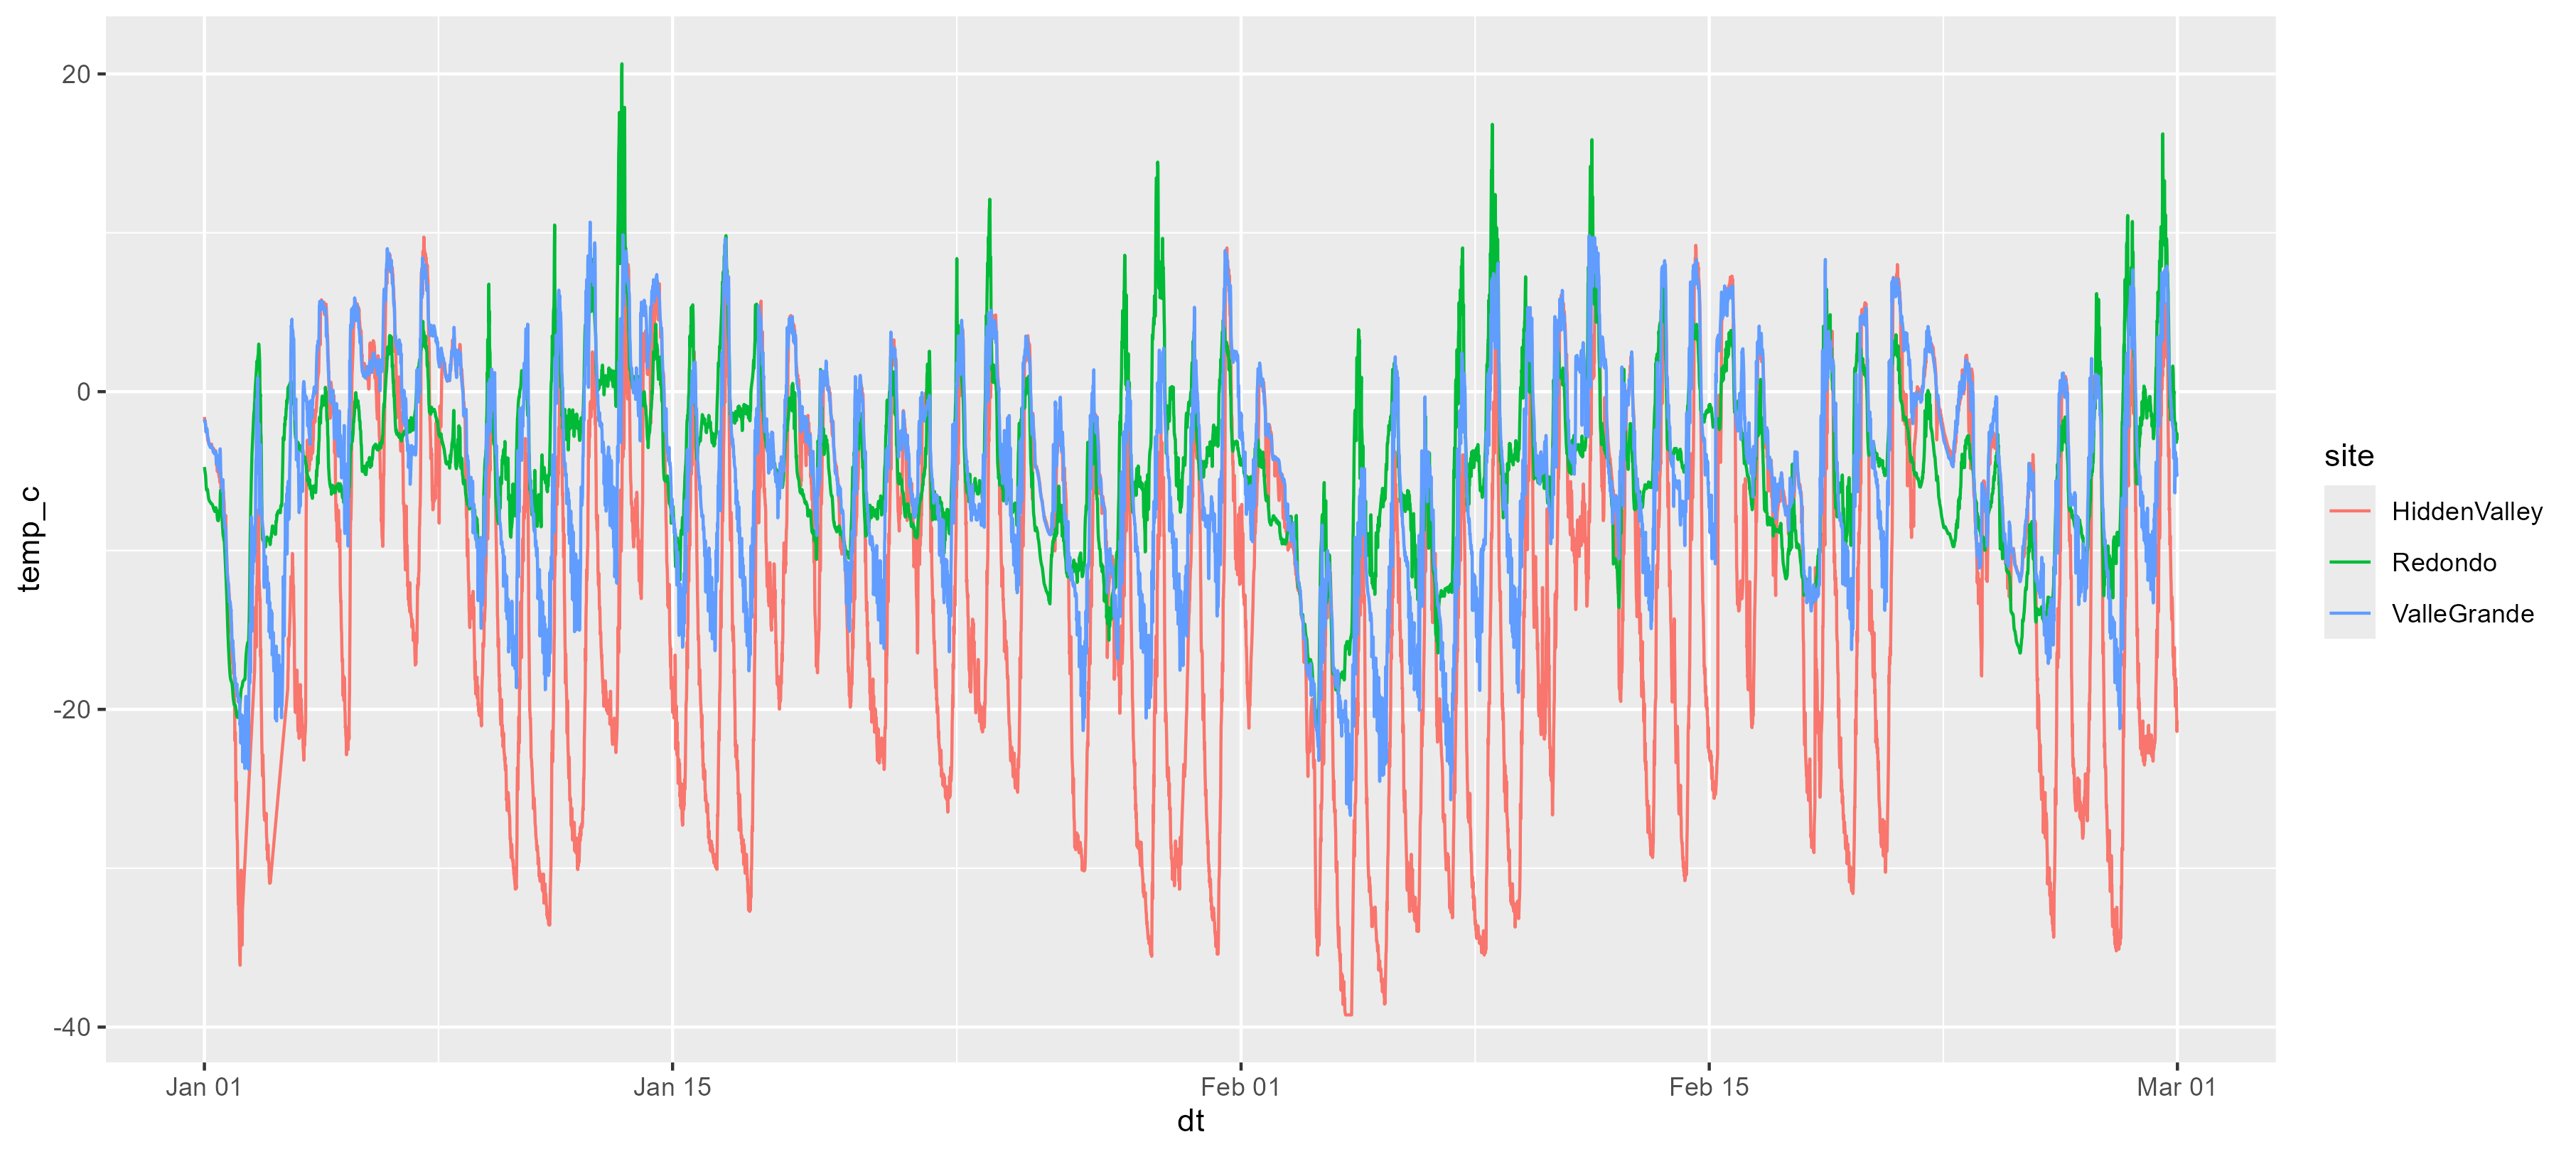 20
0
-20
-40
temp_c
Jan 01
Jan 15
Feb 01
Feb 15
Mar 01
dt
site
HiddenValley
Redondo
ValleGrande